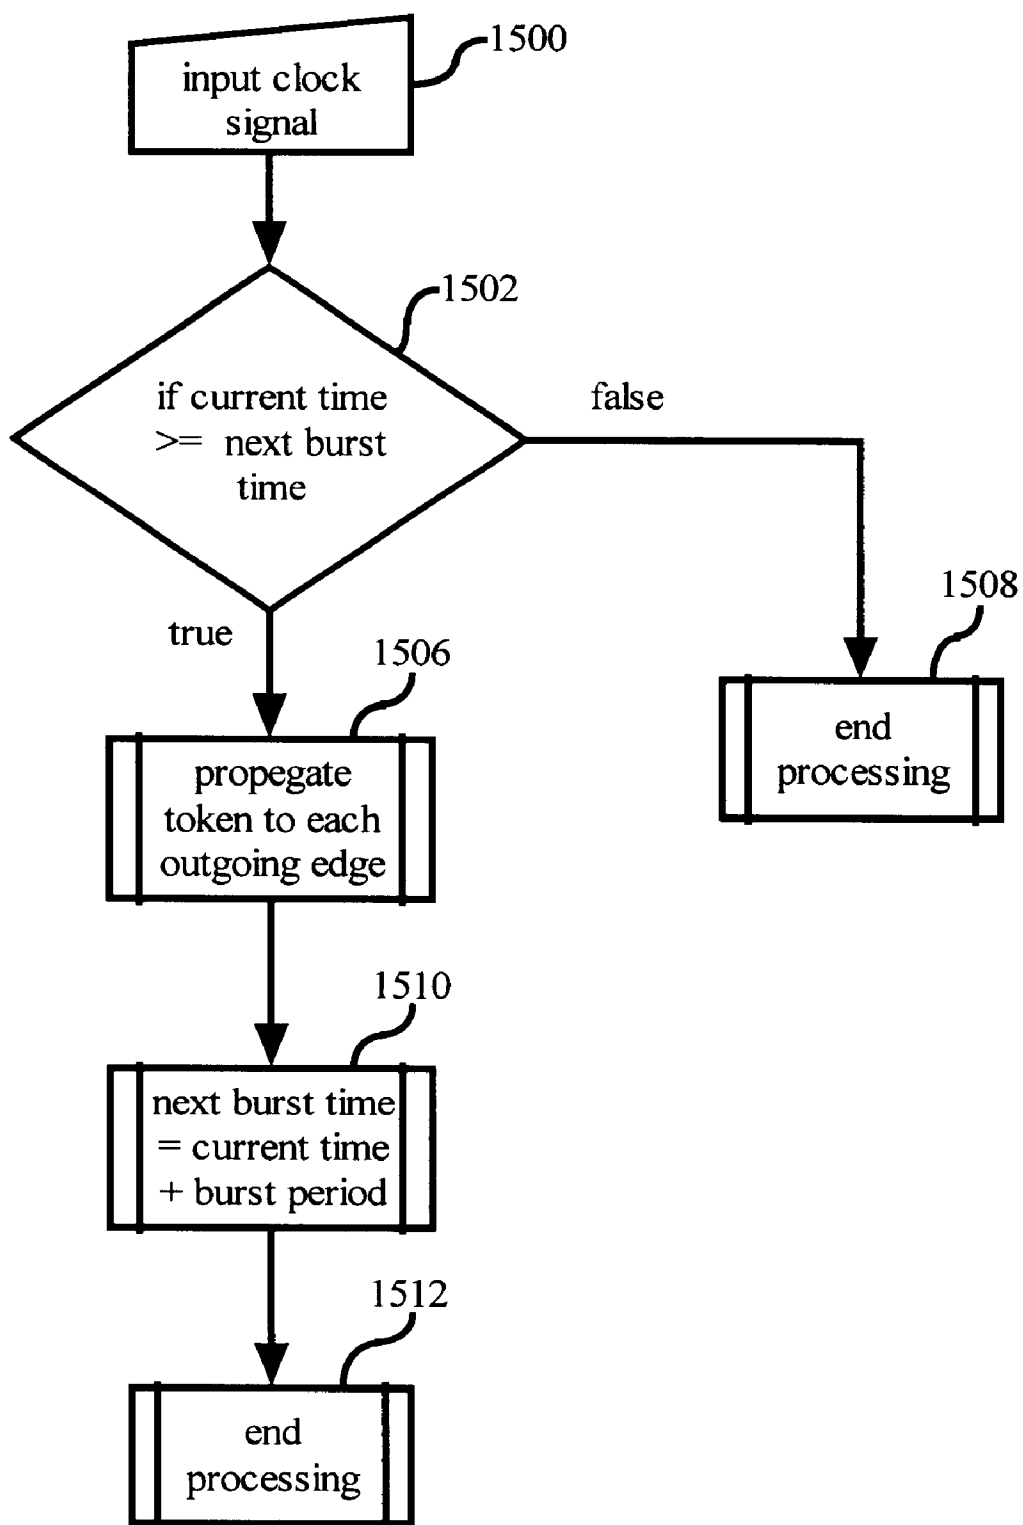 1500
input clock
signal
1502
if current time
>= next burst
time
false
true
1508
end
processing
1506
propegate
token to each
outgoing edge
1510
next burst time
= current time
+ burst period
1512
end
processing